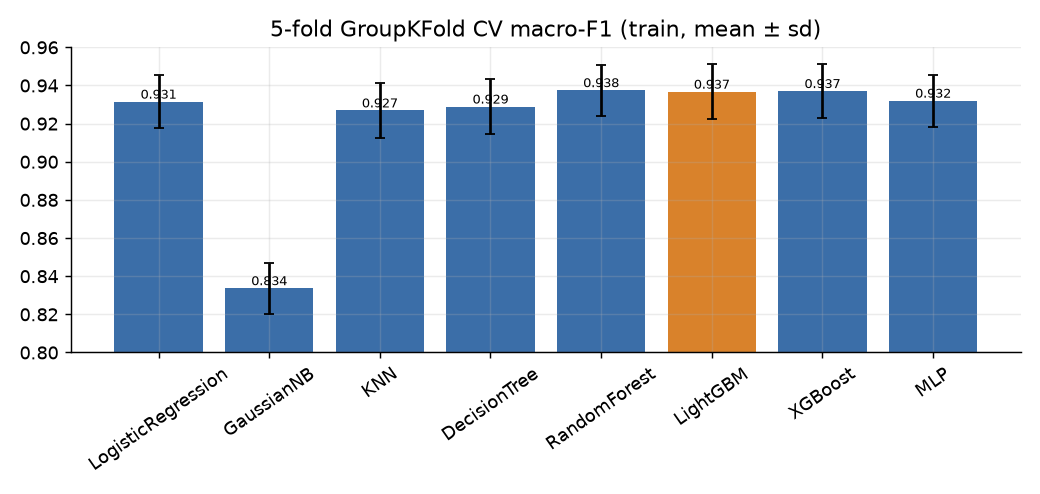 5-fold GroupKFold CV macro-F1 (train, mean ± sd)
0.96
0.94
0.92
0.90
0.88
0.86
0.84
0.82
0.80
0.931
0.834
0.927
0.929
0.938
0.937
0.937
0.932
LogisticRegression
GaussianNB
KNN
DecisionTree
RandomForest
LightGBM
XGBoost
MLP